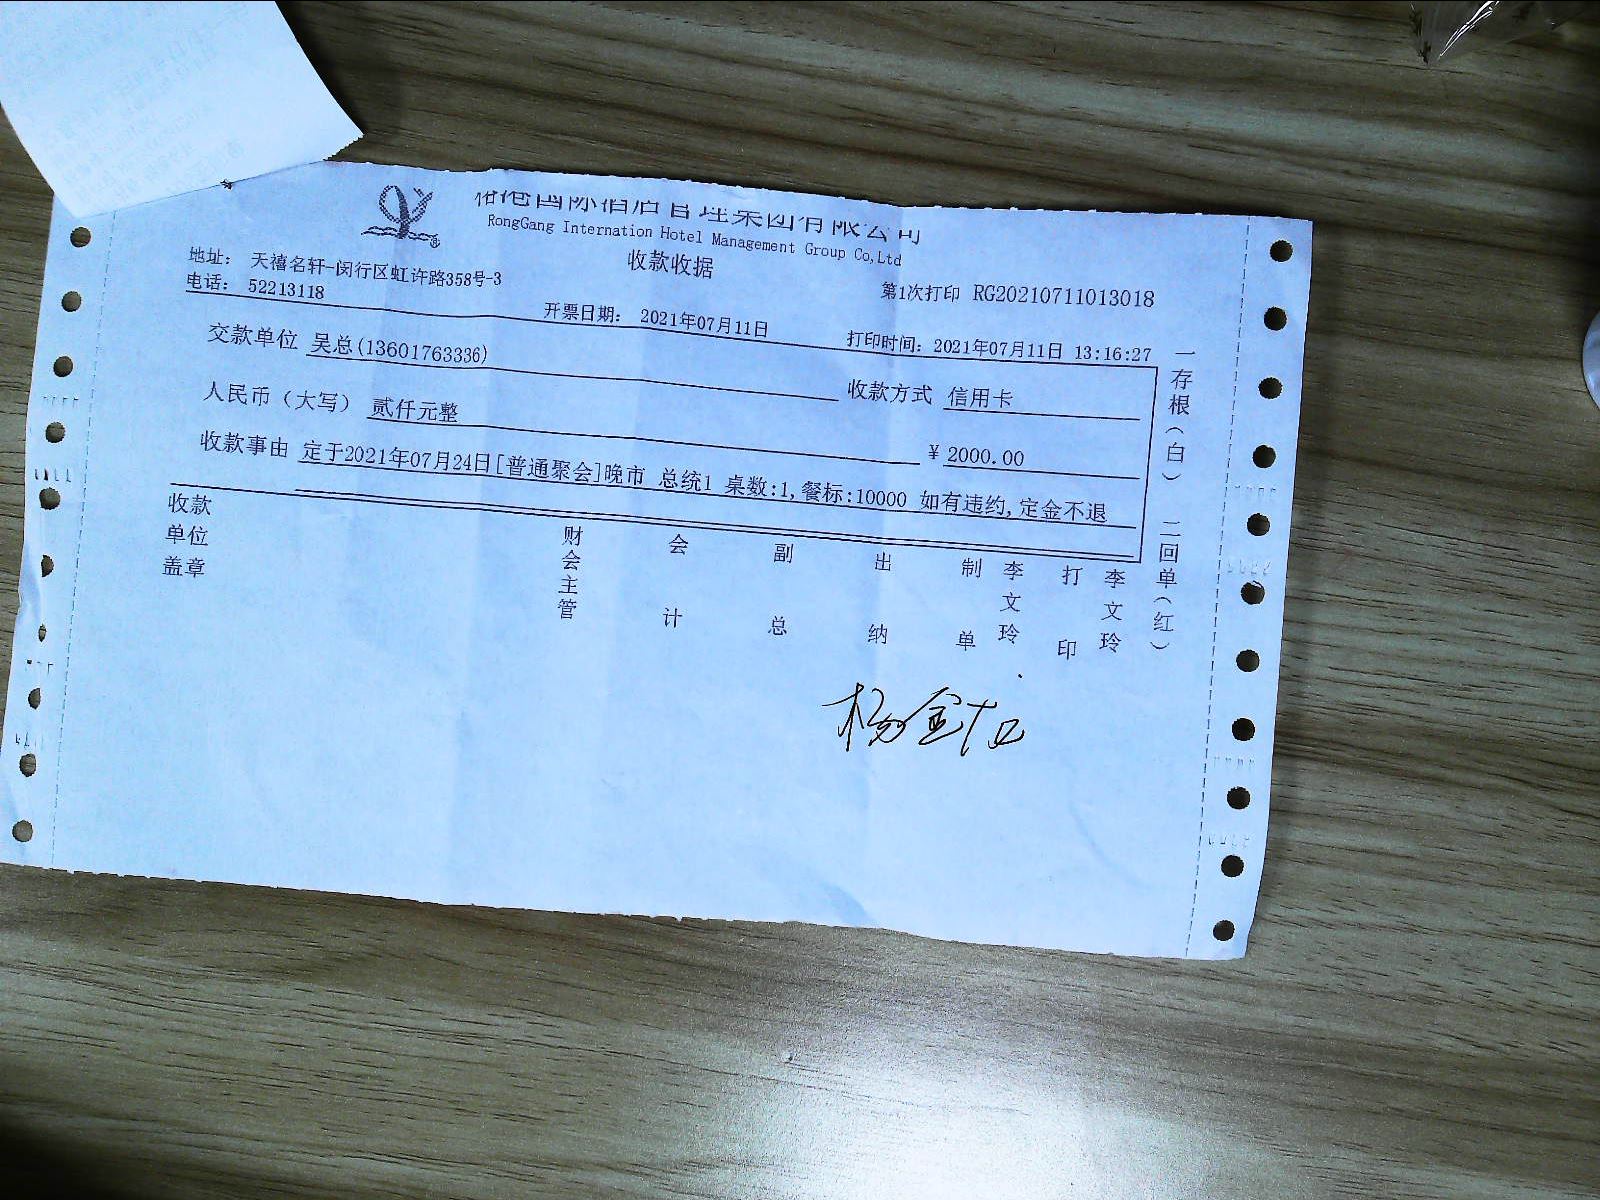 港国际酒店管理集团有限公司
RongGang Internation Hotel Management Group Co,Ltd
收款收据
地址： 天禧名轩-闵行区虹许路358号-3
电话： 52213118
开票日期： 2021年07月11日
第1次打印 RG20210711013018
打印时间：2021年07月11日 13:16:27
交款单位 吴总(13601763336)
收款方式 信用卡
人民币（大写） 贰仟元整
￥2000.00
收款事由 定于2021年07月24日[普通聚会]晚市 总统1 桌数:1,餐标:10000 如有违约,定金不退
收款单位盖章
财会主管
会计
副总
出纳
制单 李文玲
打印 李文玲
一存根（白） 二回单（红）
杨金